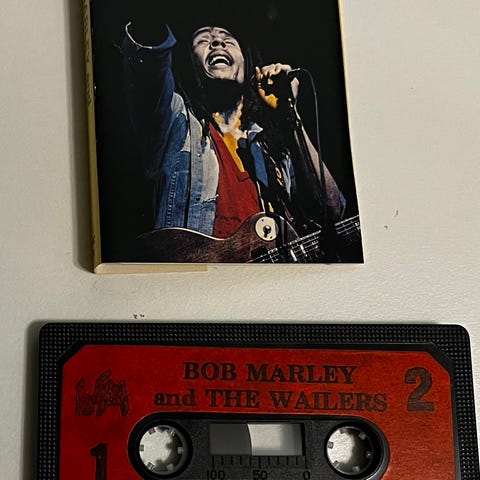 BOB MARLEY
and THE WAILERS 2
1
100 50 0